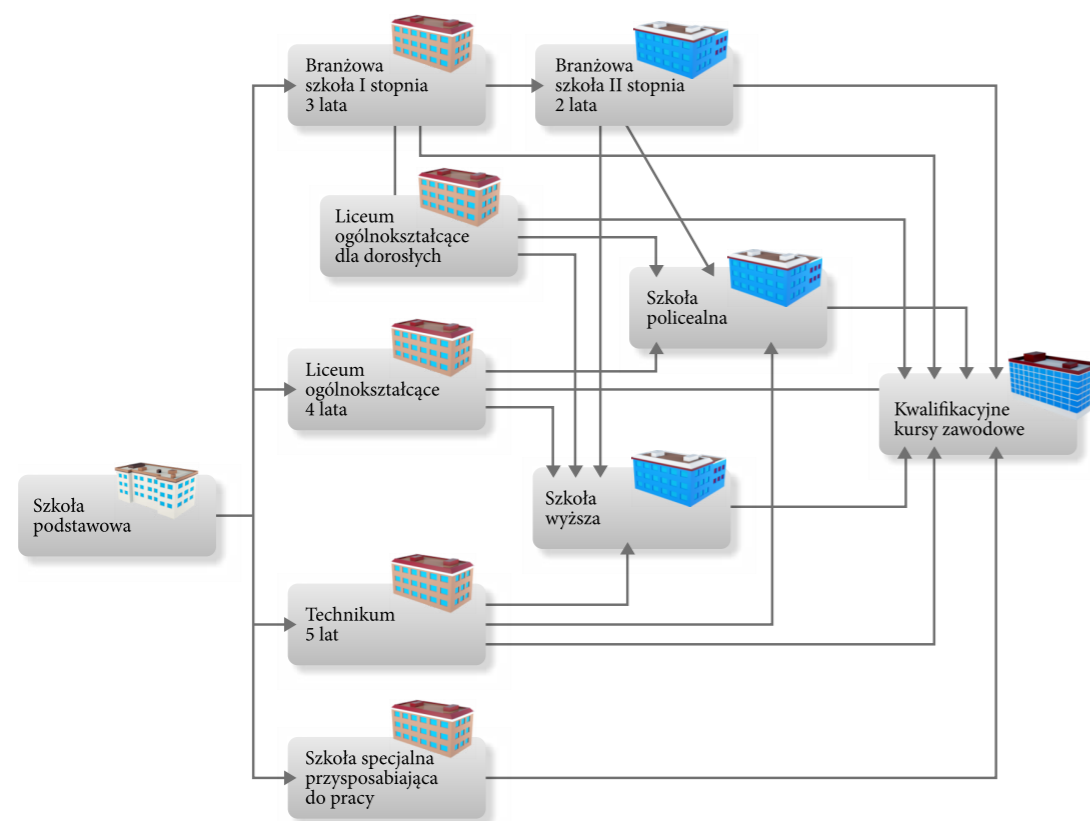 Branżowa
szkoła I stopnia
3 lata
Branżowa
szkoła II stopnia
2 lata
Liceum
ogólnokształcące
dla dorosłych
Szkoła
policealna
Liceum
ogólnokształcące
4 lata
Kwalifikacyjne
kursy zawodowe
Szkoła
podstawowa
Szkoła
wyższa
Technikum
5 lat
Szkoła specjalna
przysposabiająca
do pracy